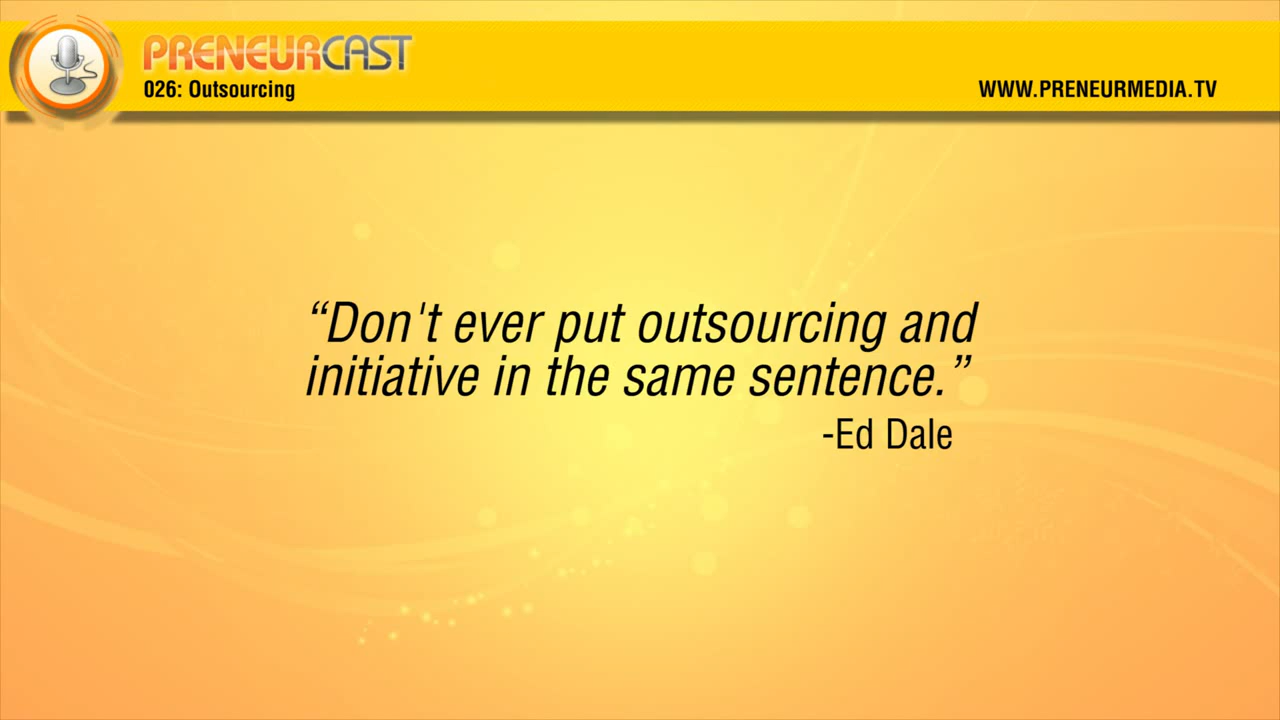 PRENEURCAST
026: Outsourcing
WWW.PRENEURMEDIA.TV
“Don't ever put outsourcing and
initiative in the same sentence.”
-Ed Dale